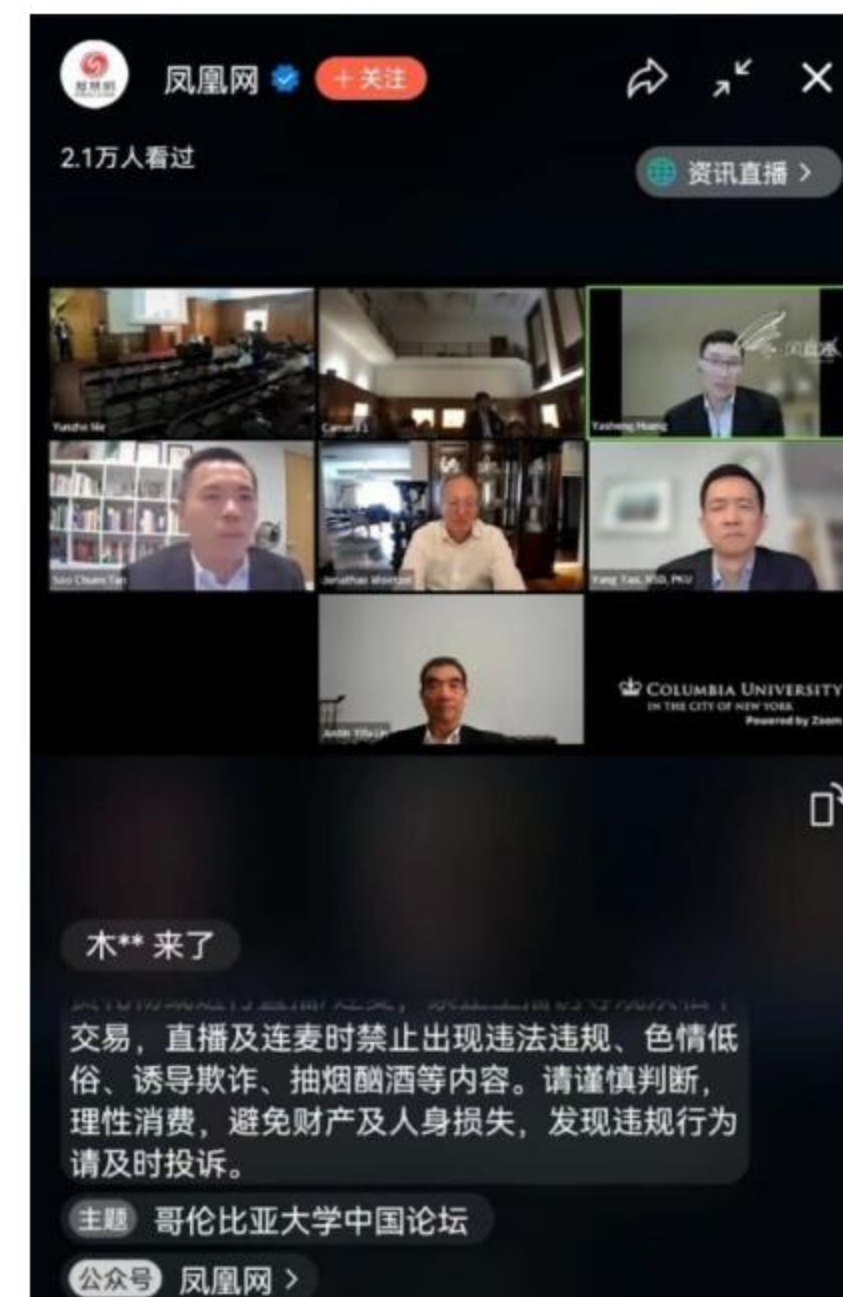 凤凰网
+关注
2.1万人看过
资讯直播 >
Yunzhe Nie
Camera 1
Yasheng Huang
Soo Chuen Tan
Jonathan Woetzel
Yang Yao, NSD, PKU
Justin Yifu Lin
COLUMBIA UNIVERSITY
IN THE CITY OF NEW YORK
Powered by Zoom
木** 来了
交易，直播及连麦时禁止出现违法违规、色情低
俗、诱导欺诈、抽烟酗酒等内容。请谨慎判断，
理性消费，避免财产及人身损失，发现违规行为
请及时投诉。
主题 哥伦比亚大学中国论坛
公众号 凤凰网 >